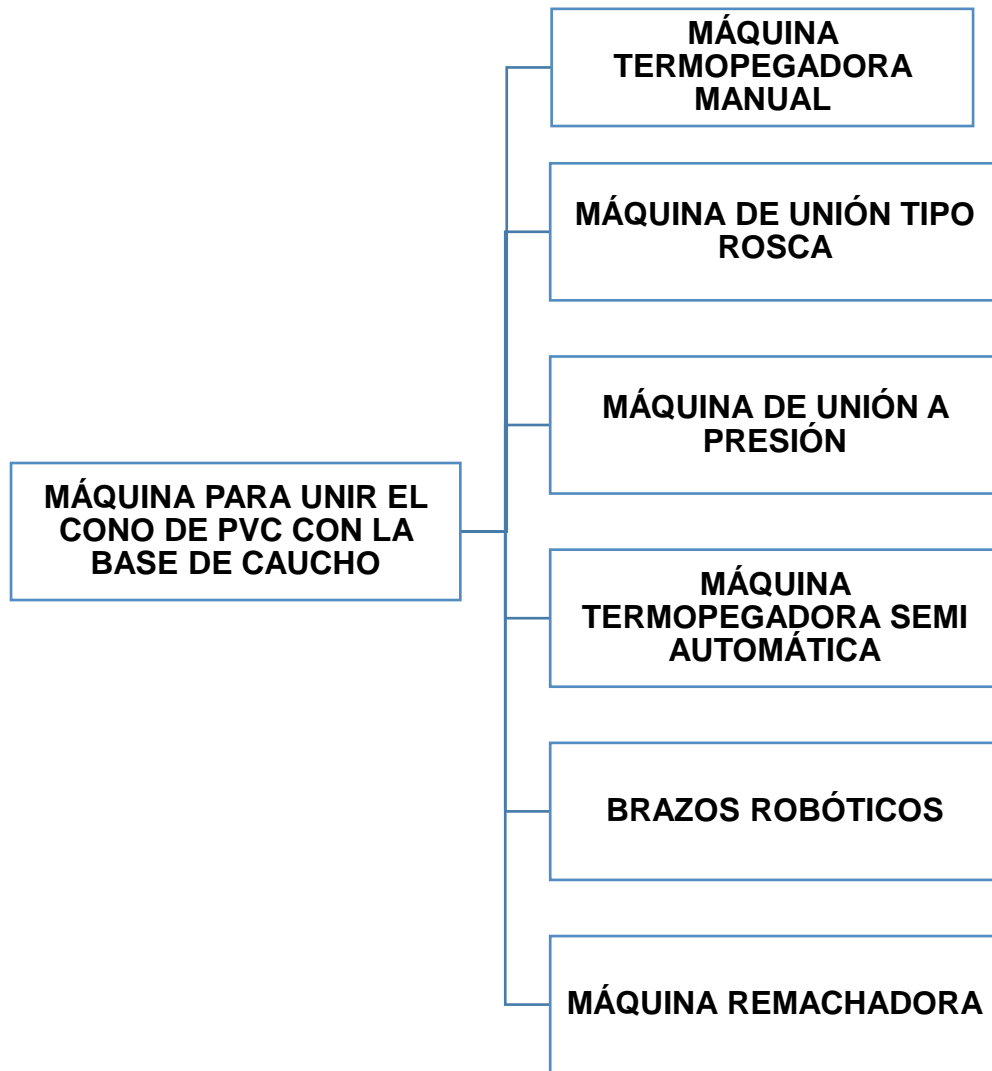 MÁQUINA
TERMOPEGADORA
MANUAL
MÁQUINA DE UNIÓN TIPO
ROSCA
MÁQUINA DE UNIÓN A
PRESIÓN
MÁQUINA PARA UNIR EL
CONO DE PVC CON LA
BASE DE CAUCHO
MÁQUINA
TERMOPEGADORA SEMI
AUTOMÁTICA
BRAZOS ROBÓTICOS
MÁQUINA REMACHADORA